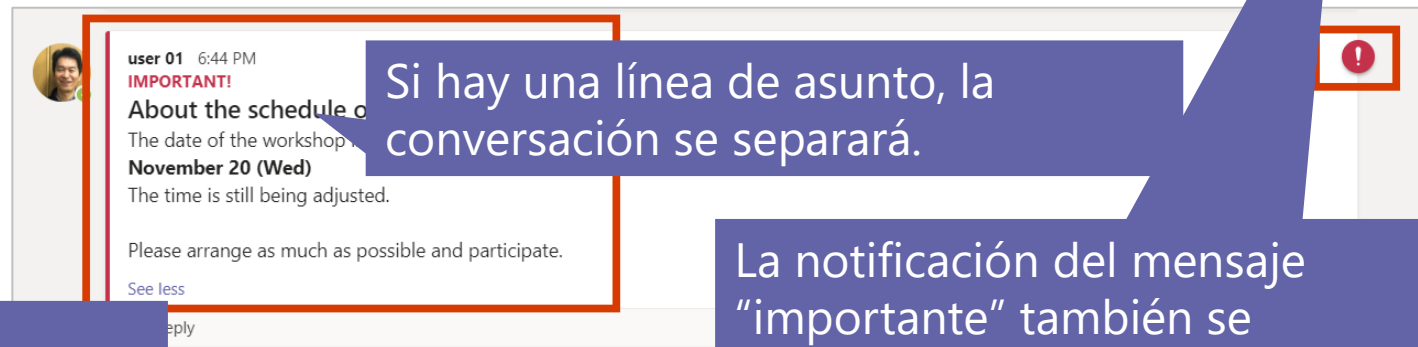 user 01 6:44 PM
IMPORTANT!
About the schedule
The date of the workshop
November 20 (Wed)
The time is still being adjusted.
Please arrange as much as possible and participate.
See less
Si hay una línea de asunto, la
conversación se separará.
La notificación del mensaje
“importante” también se